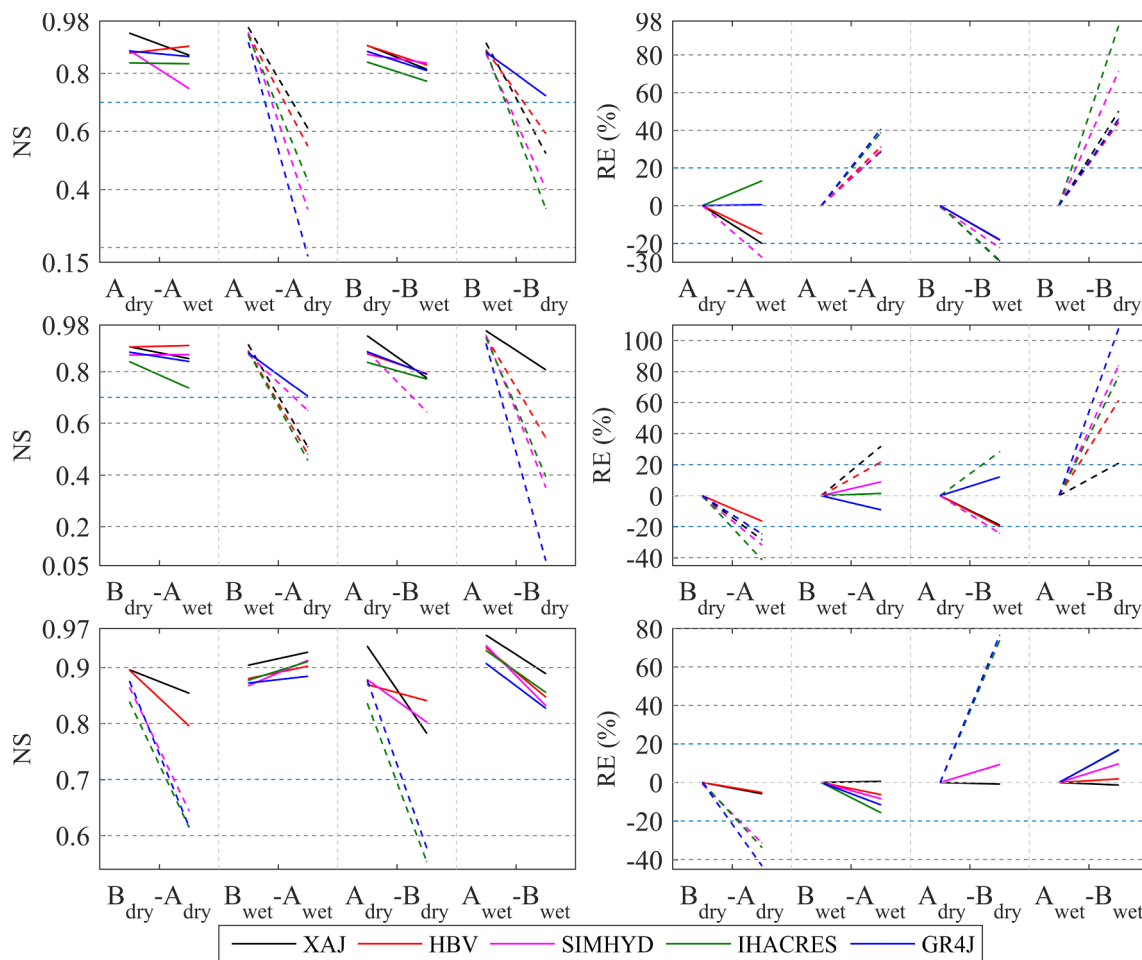 0.98
0.8
0.6
0.4
0.15
NS
A_dry-A_wet A_wet-A_dry B_dry-B_wet B_wet-B_dry
98
80
60
40
20
0
-20
-30
RE (%)
A_dry-A_wet A_wet-A_dry B_dry-B_wet B_wet-B_dry
0.98
0.8
0.4
0.2
0.05
NS
B_dry-A_wet B_wet-A_dry A_dry-B_wet A_wet-B_dry
100
80
60
40
20
0
-20
-40
RE (%)
B_dry-A_wet B_wet-A_dry A_dry-B_wet A_wet-B_dry
0.97
0.9
0.8
0.7
0.6
NS
B_dry-A_dry B_wet-A_wet A_dry-B_dry A_wet-B_wet
80
60
40
20
0
-20
-40
RE (%)
B_dry-A_dry B_wet-A_wet A_dry-B_dry A_wet-B_wet
XAJ HBV SIMHYD IHACRES GR4J